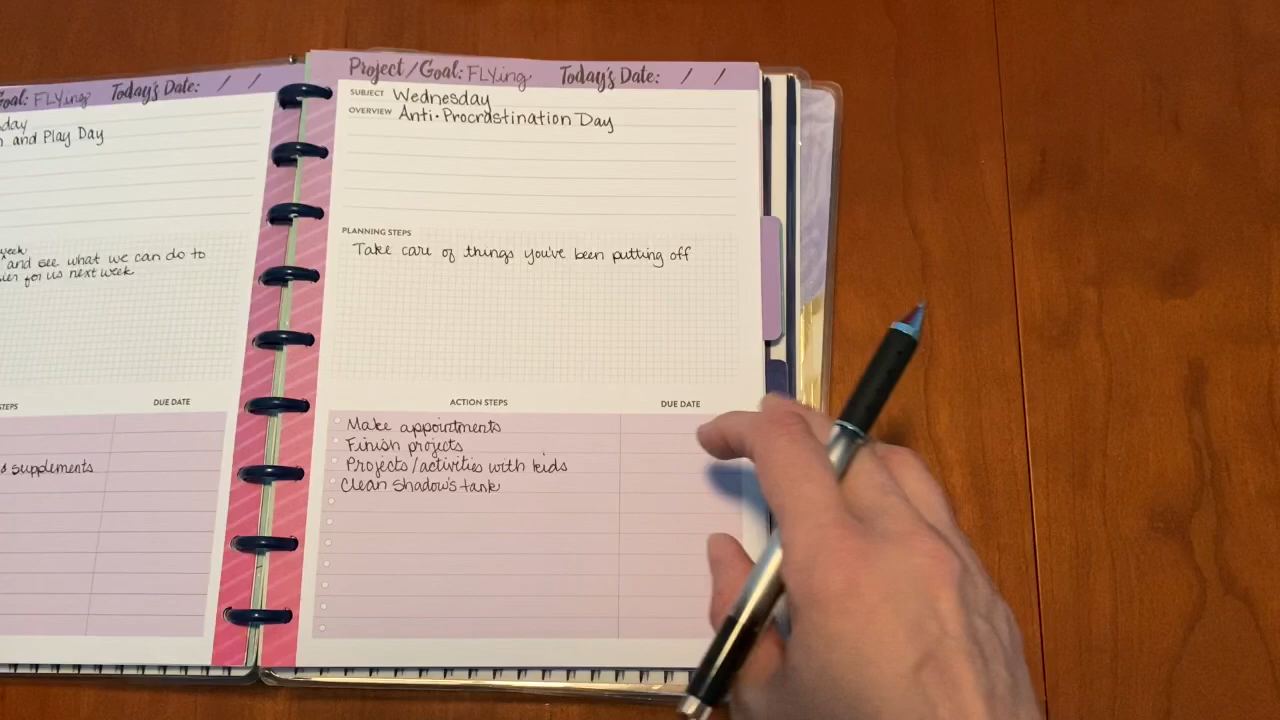 Goal: FLYing Today's Date: / /
day
and Play Day
week
and see what we can do to
for us next week
STEPS DUE DATE
supplements
Project/Goal: FLYing Today's Date: / /
SUBJECT Wednesday
OVERVIEW Anti-Procrastination Day
PLANNING STEPS
Take care of things you've been putting off
ACTION STEPS DUE DATE
Make appointments
Finish projects
Projects/activities with kids
Clean Shadow's tank